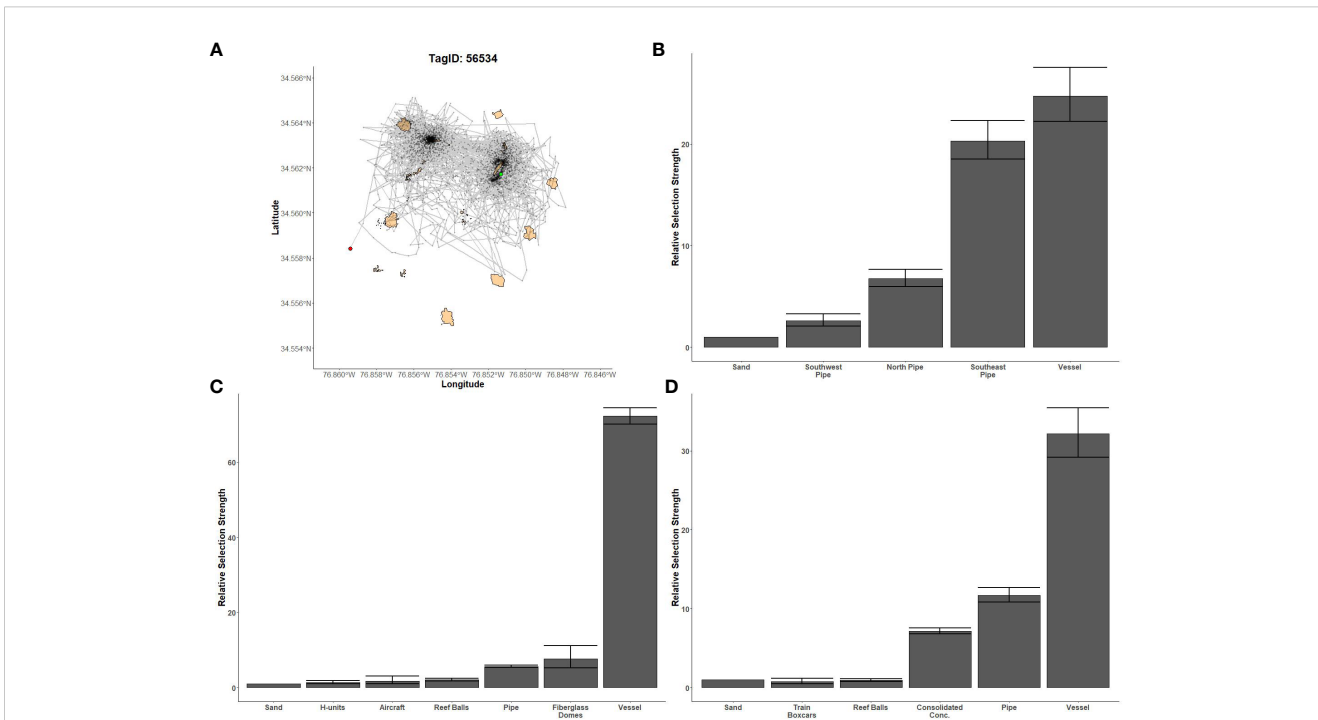 A
TagID: 56534
34.566°N
34.564°N
34.562°N
34.560°N
34.558°N
34.556°N
34.554°N
Latitude
76.860°W 76.858°W 76.856°W 76.854°W 76.852°W 76.850°W 76.848°W 76.846°W
Longitude
B
Relative Selection Strength
20
10
0
Sand
Southwest
Pipe
North Pipe
Southeast
Pipe
Vessel
C
Relative Selection Strength
60
40
20
0
Sand
H-units
Aircraft
Reef Balls
Pipe
Fiberglass
Domes
Vessel
D
Relative Selection Strength
30
20
10
0
Sand
Train
Boxcars
Reef Balls
Consolidated
Conc.
Pipe
Vessel